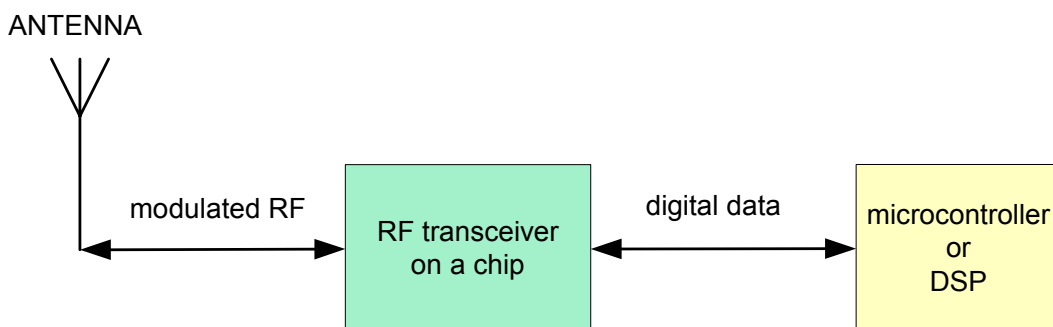 ANTENNA
modulated RF
RF transceiver
on a chip
digital data
microcontroller
or
DSP